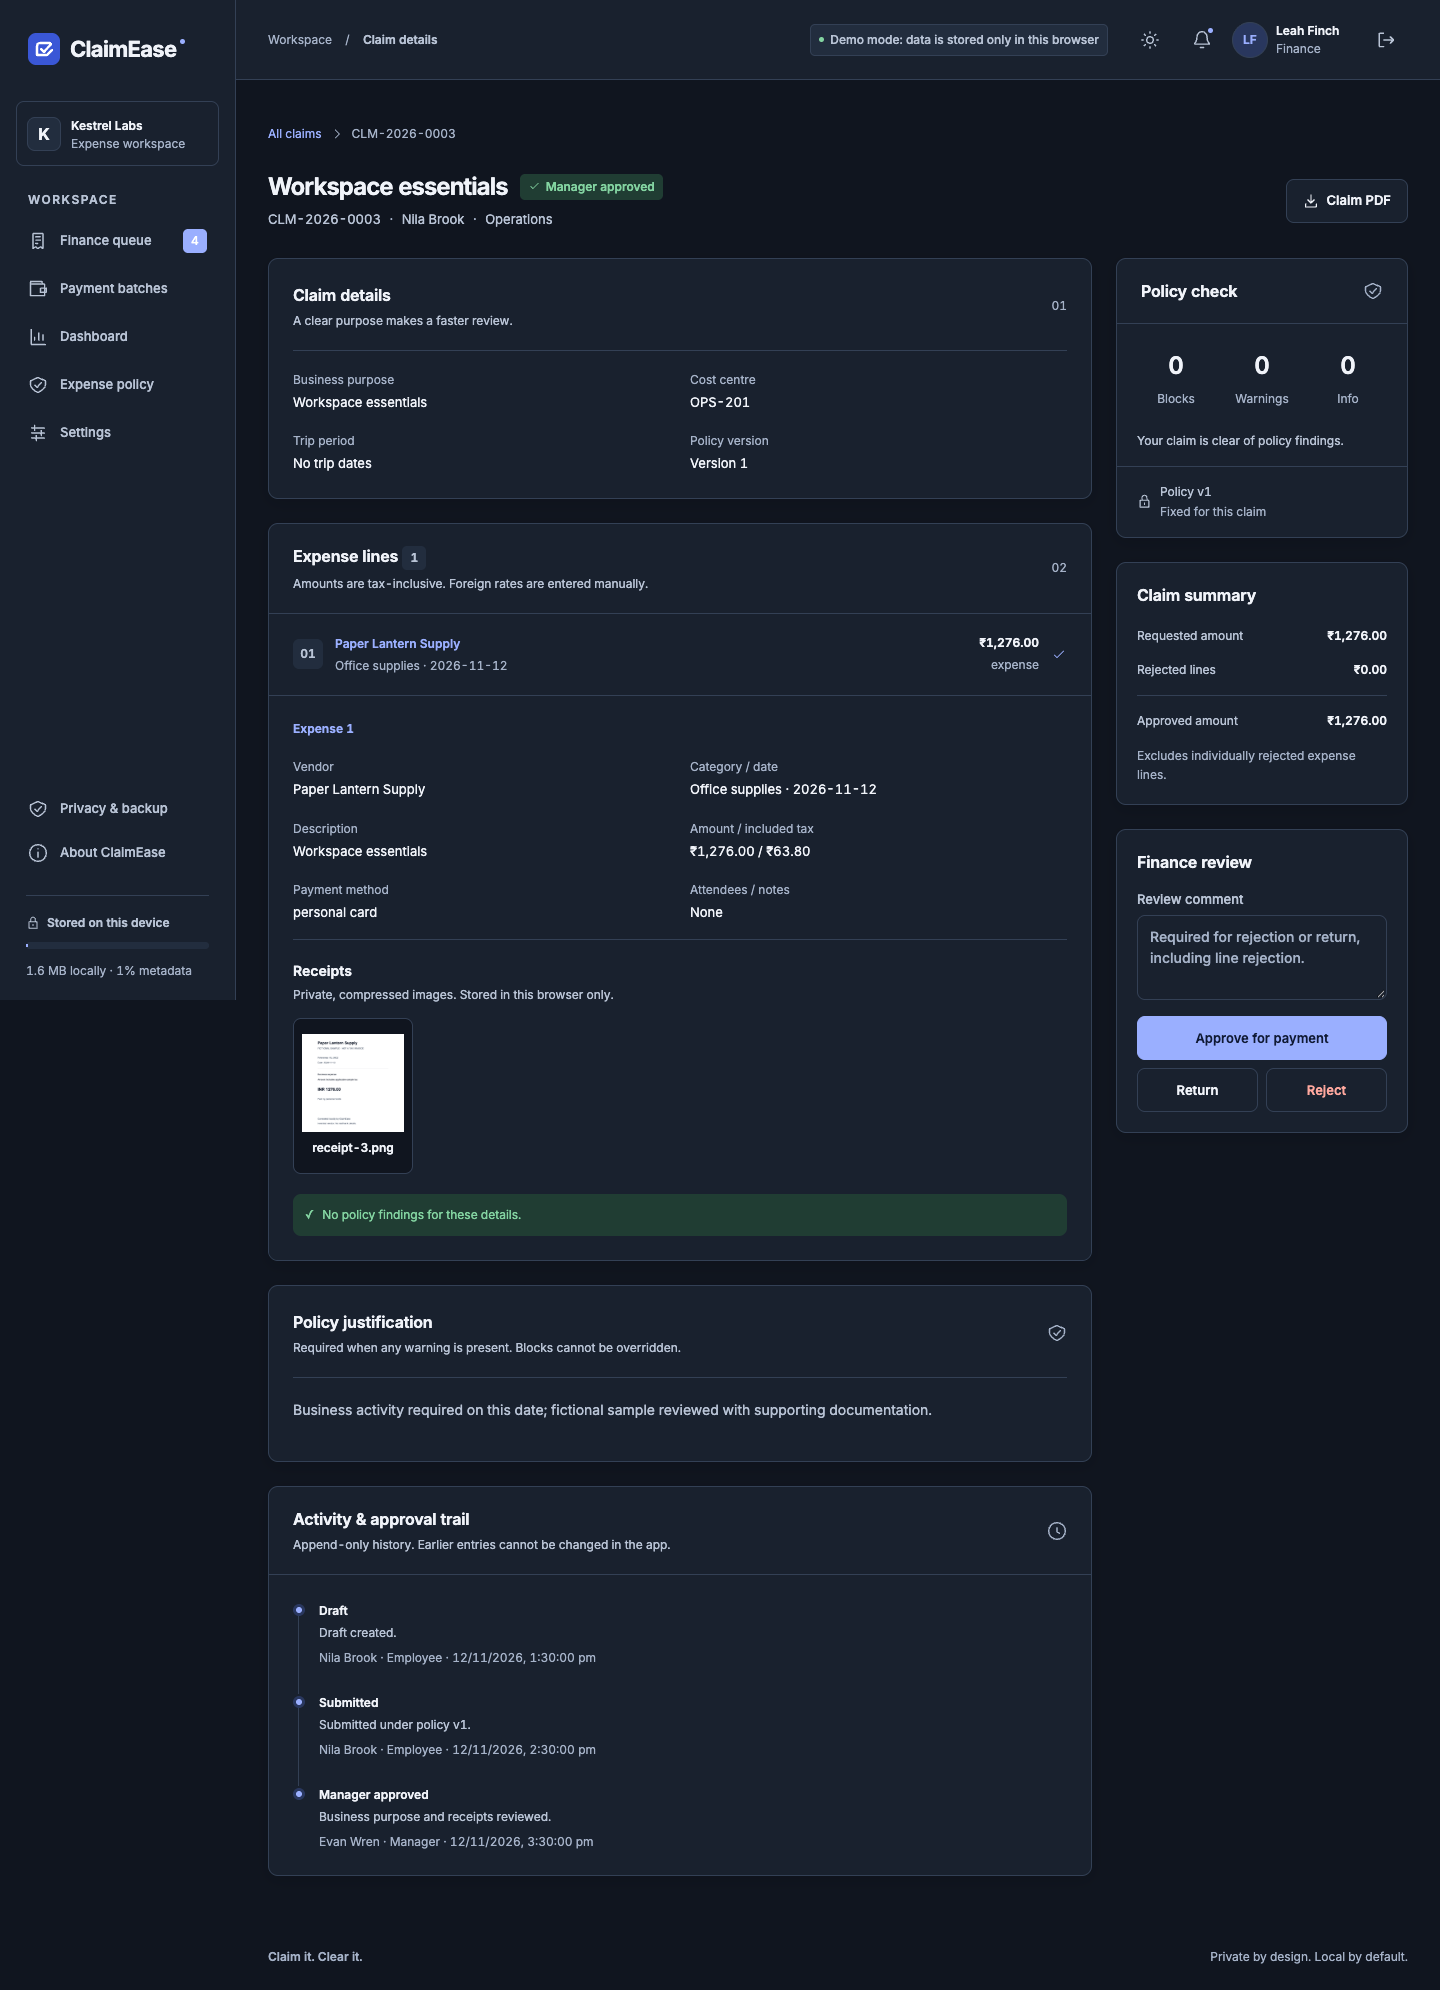 ClaimEase
Workspace / Claim details
Demo mode: data is stored only in this browser
LF
Leah Finch
Finance
K
Kestrel Labs
Expense workspace
WORKSPACE
Finance queue 4
Payment batches
Dashboard
Expense policy
Settings
Privacy & backup
About ClaimEase
Stored on this device
1.6 MB locally · 1% metadata
All claims > CLM-2026-0003
Workspace essentials
Manager approved
CLM-2026-0003 · Nila Brook · Operations
Claim PDF
Claim details
A clear purpose makes a faster review.
01
Business purpose
Workspace essentials
Cost centre
OPS-201
Trip period
No trip dates
Policy version
Version 1
Expense lines 1
Amounts are tax-inclusive. Foreign rates are entered manually.
02
01
Paper Lantern Supply
Office supplies · 2026-11-12
₹1,276.00
expense
Expense 1
Vendor
Paper Lantern Supply
Category / date
Office supplies · 2026-11-12
Description
Workspace essentials
Amount / included tax
₹1,276.00 / ₹63.80
Payment method
personal card
Attendees / notes
None
Receipts
Private, compressed images. Stored in this browser only.
Paper Lantern Supply
INR 1276.00
receipt-3.png
✓ No policy findings for these details.
Policy justification
Required when any warning is present. Blocks cannot be overridden.
Business activity required on this date; fictional sample reviewed with supporting documentation.
Activity & approval trail
Append-only history. Earlier entries cannot be changed in the app.
Draft
Draft created.
Nila Brook · Employee · 12/11/2026, 1:30:00 pm
Submitted
Submitted under policy v1.
Nila Brook · Employee · 12/11/2026, 2:30:00 pm
Manager approved
Business purpose and receipts reviewed.
Evan Wren · Manager · 12/11/2026, 3:30:00 pm
Policy check
0 0 0
Blocks Warnings Info
Your claim is clear of policy findings.
Policy v1
Fixed for this claim
Claim summary
Requested amount ₹1,276.00
Rejected lines ₹0.00
Approved amount ₹1,276.00
Excludes individually rejected expense
lines.
Finance review
Review comment
Required for rejection or return,
including line rejection.
Approve for payment
Return
Reject
Claim it. Clear it.
Private by design. Local by default.